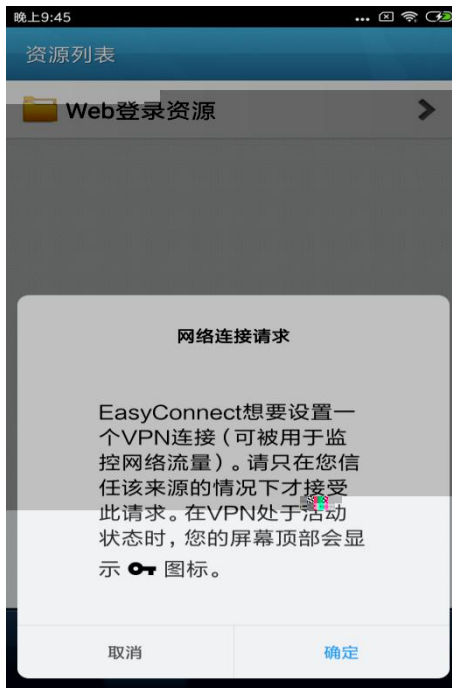 晚上9:45
资源列表
Web登录资源
网络连接请求
EasyConnect想要设置一
个VPN连接（可被用于监
控网络流量）。请只在您信
任该来源的情况下才接受
此请求。在VPN处于活动
状态时，您的屏幕顶部会显
示 图标。
取消 确定